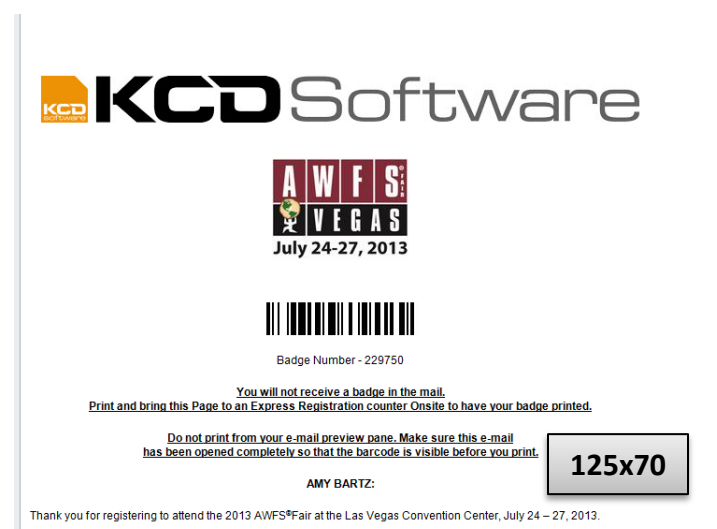 KCD
software
KCD Software
AWFS®FAIR
VEGAS
July 24-27, 2013
Badge Number - 229750
You will not receive a badge in the mail.
Print and bring this Page to an Express Registration counter Onsite to have your badge printed.
Do not print from your e-mail preview pane. Make sure this e-mail
has been opened completely so that the barcode is visible before you print.
125x70
AMY BARTZ:
Thank you for registering to attend the 2013 AWFS®Fair at the Las Vegas Convention Center, July 24 – 27, 2013.